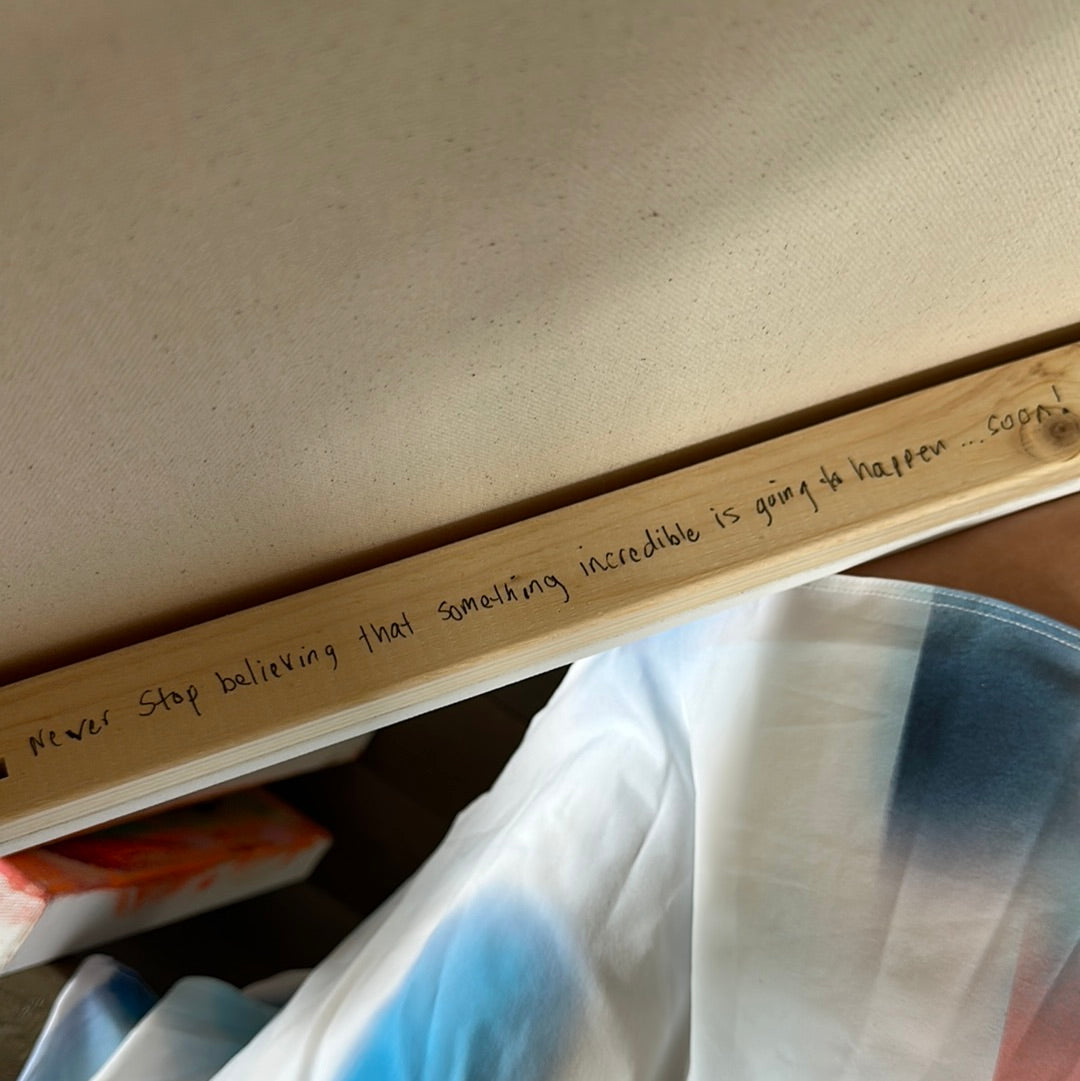 Never Stop believing that something incredible is going to happen ... soon!